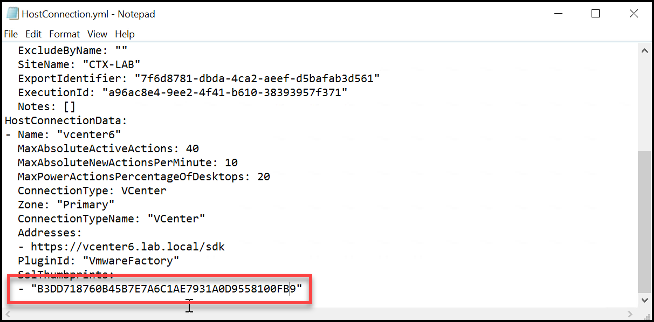 HostConnection.yml - Notepad
File Edit Format View Help
ExcludeByName: ""
SiteName: "CTX-LAB"
ExportIdentifier: "7f6d8781-dbda-4ca2-aeef-d5bafab3d561"
ExecutionId: "a96ac8e4-9ee2-4f41-b610-38393957f371"
Notes: []
HostConnectionData:
- Name: "vcenter6"
MaxAbsoluteActiveActions: 40
MaxAbsoluteNewActionsPerMinute: 10
MaxPowerActionsPercentageOfDesktops: 20
ConnectionType: VCenter
Zone: "Primary"
ConnectionTypeName: "VCenter"
Addresses:
- https://vcenter6.lab.local/sdk
PluginId: "VmwareFactory"
SslThumbprints:
- "B3DD718760B45B7E7A6C1AE7931A0D9558100FB9"